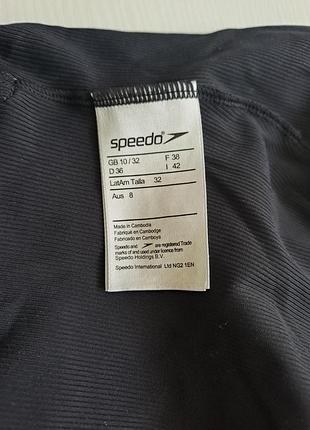 speedo
GB 10 / 32 F 38
D 36 I 42
LatAm Talla 32
Aus 8
Made in Cambodia
Fabriqué en Cambodge
Fabricado en Camboya
Speedo and are registered Trade
marks of and used under licence from
Speedo Holdings B.V.
Speedo International Ltd NG2 1EN